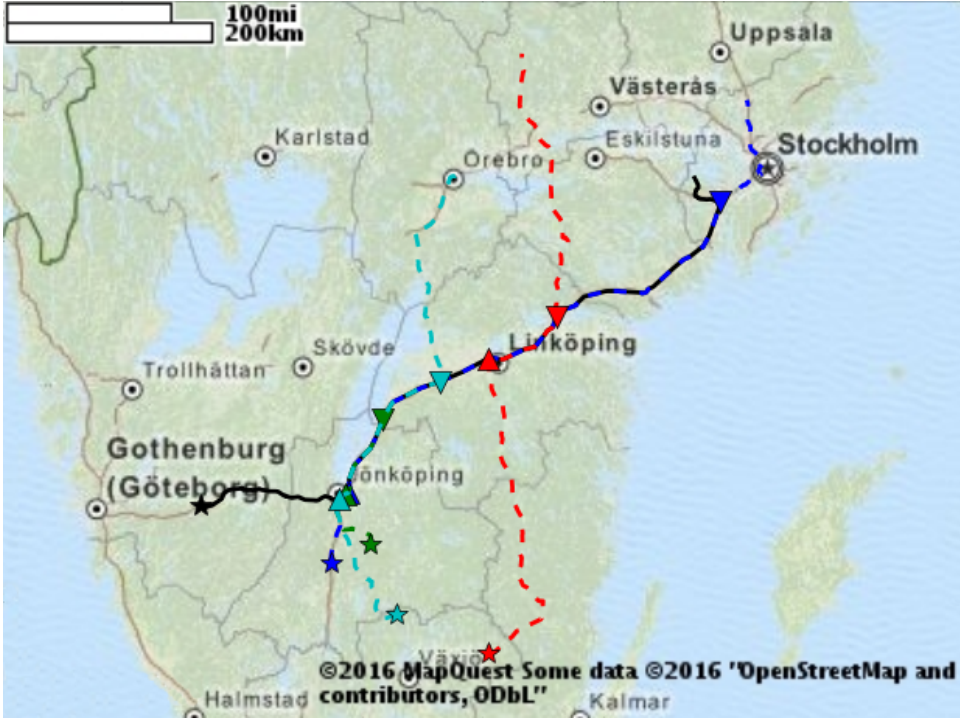 100mi
200km
Uppsala
Västerås
Karlstad
Eskilstuna
Stockholm
Örebro
Linköping
Skövde
Trollhättan
Gothenburg
(Göteborg)
Jönköping
Växjö
©2016 MapQuest Some data ©2016 "OpenStreetMap and
contributors, ODbL"
Halmstad
Kalmar